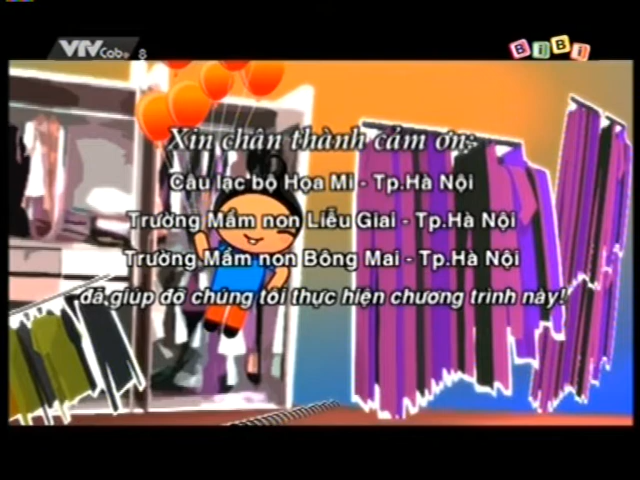 VTV Cab 8
BiBi
Xin chân thành cảm ơn:
Câu lạc bộ Họa Mi - Tp.Hà Nội
Trường Mầm non Liễu Giai - Tp.Hà Nội
Trường Mầm non Bông Mai - Tp.Hà Nội
đã giúp đỡ chúng tôi thực hiện chương trình này!